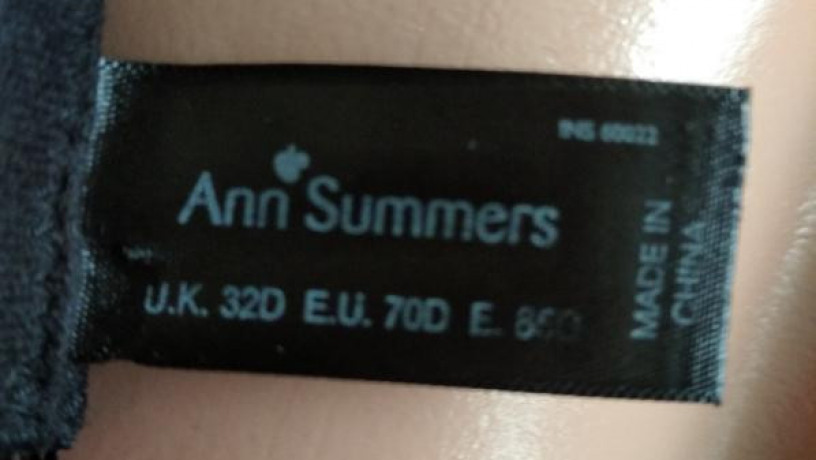 Ann Summers
U.K. 32D E.U. 70D E.
MADE IN
CHINA